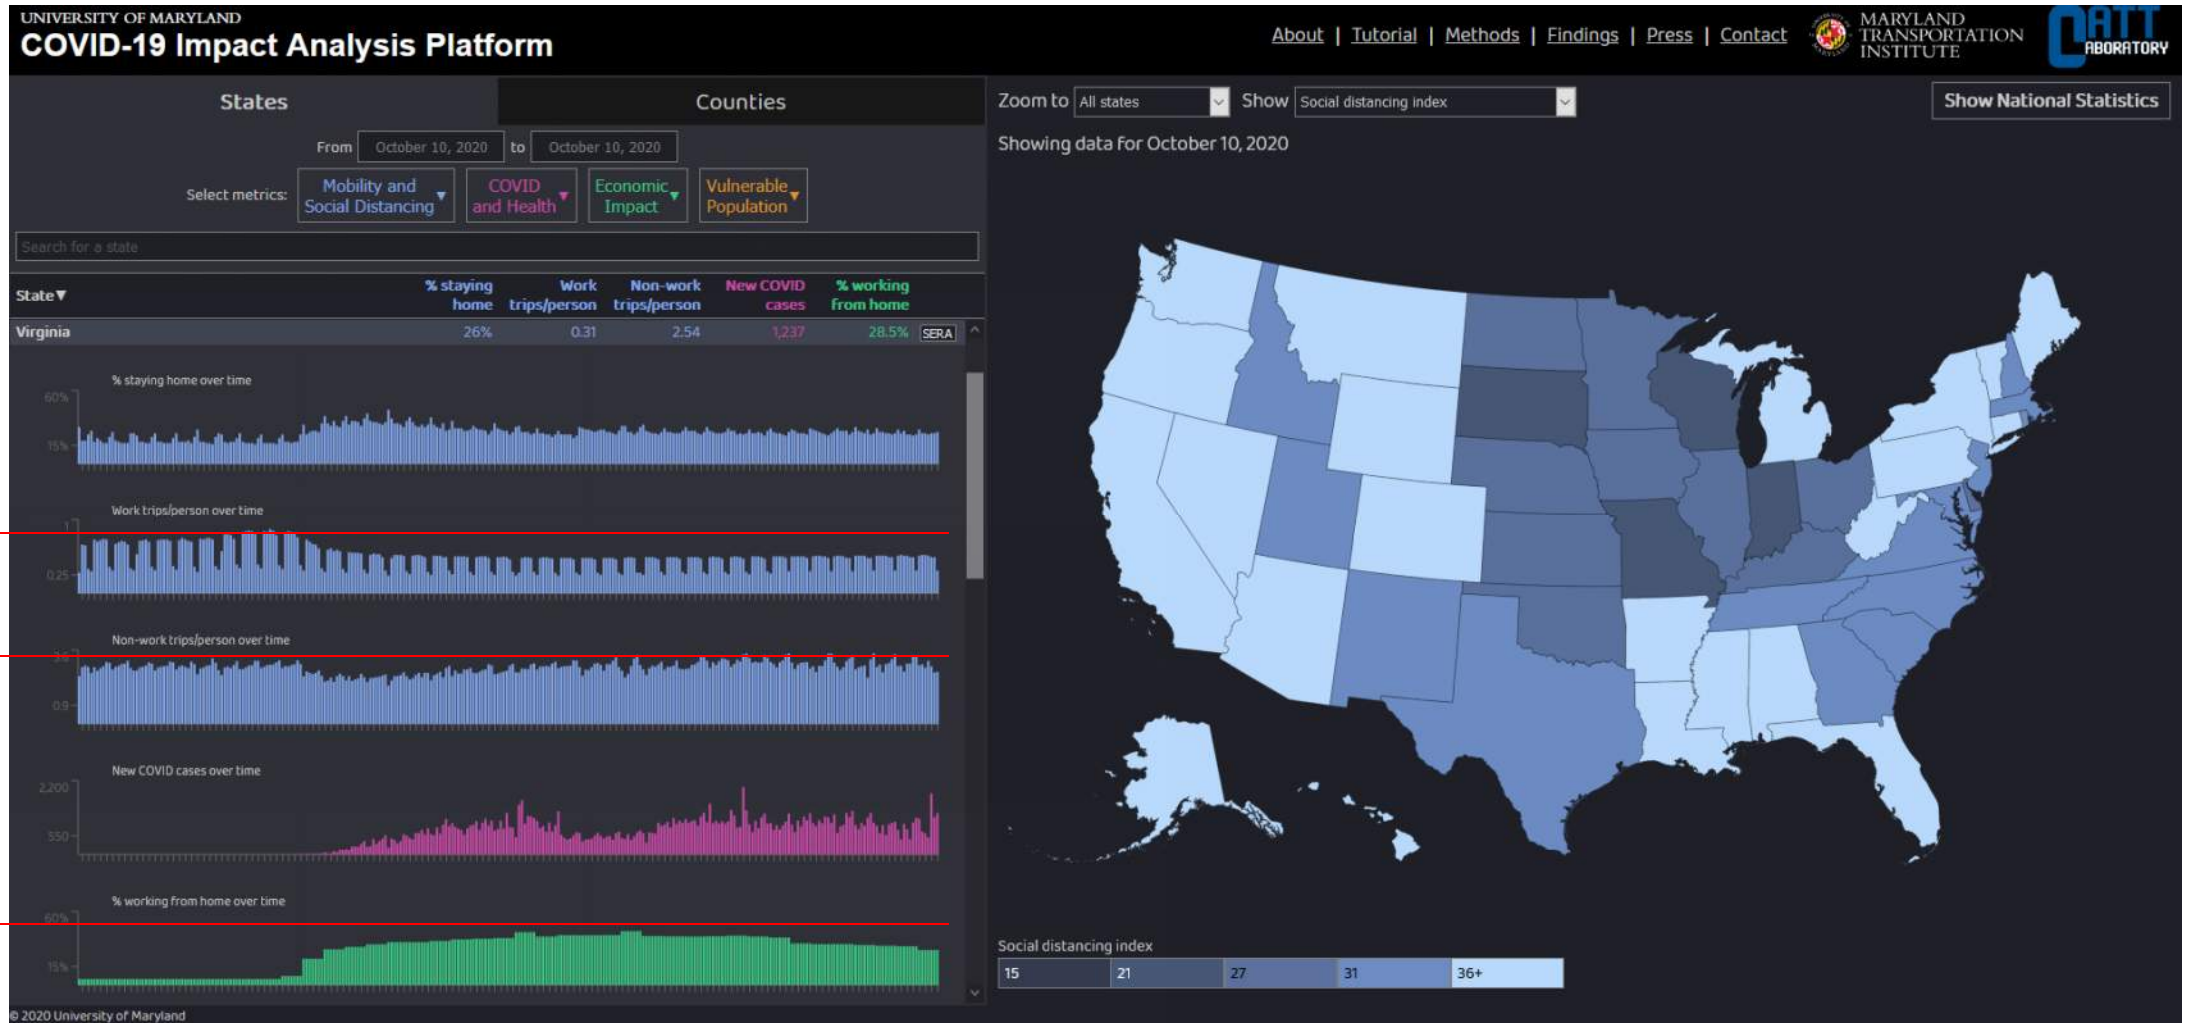 UNIVERSITY OF MARYLAND
COVID-19 Impact Analysis Platform
About | Tutorial | Methods | Findings | Press | Contact
MARYLAND
TRANSPORTATION
INSTITUTE
CATT
LABORATORY
States
Counties
From October 10, 2020 to October 10, 2020
Select metrics:
Mobility and
Social Distancing▼
COVID
and Health▼
Economic
Impact▼
Vulnerable
Population▼
Search for a state
State▼
% staying
home
Work
trips/person
Non-work
trips/person
New COVID
cases
% working
from home
Virginia 26% 0.31 2.54 1,237 28.5% SERA
% staying home over time
60%
15%
Work trips/person over time
1
0.25
Non-work trips/person over time
3.6
0.9
New COVID cases over time
2,200
550
% working from home over time
60%
15%
© 2020 University of Maryland
Zoom to All states Show Social distancing index
Show National Statistics
Showing data for October 10, 2020
Social distancing index
15 21 27 31 36+